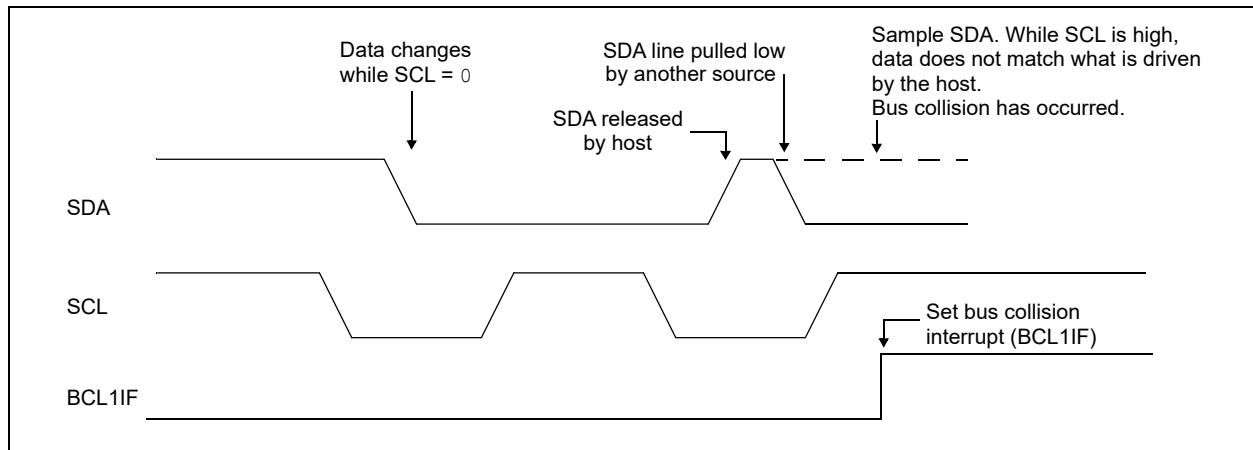 Data changes
while SCL = 0
SDA line pulled low
by another source
Sample SDA. While SCL is high,
data does not match what is driven
by the host.
Bus collision has occurred.
SDA released
by host
SDA
SCL
Set bus collision
interrupt (BCL1IF)
BCL1IF